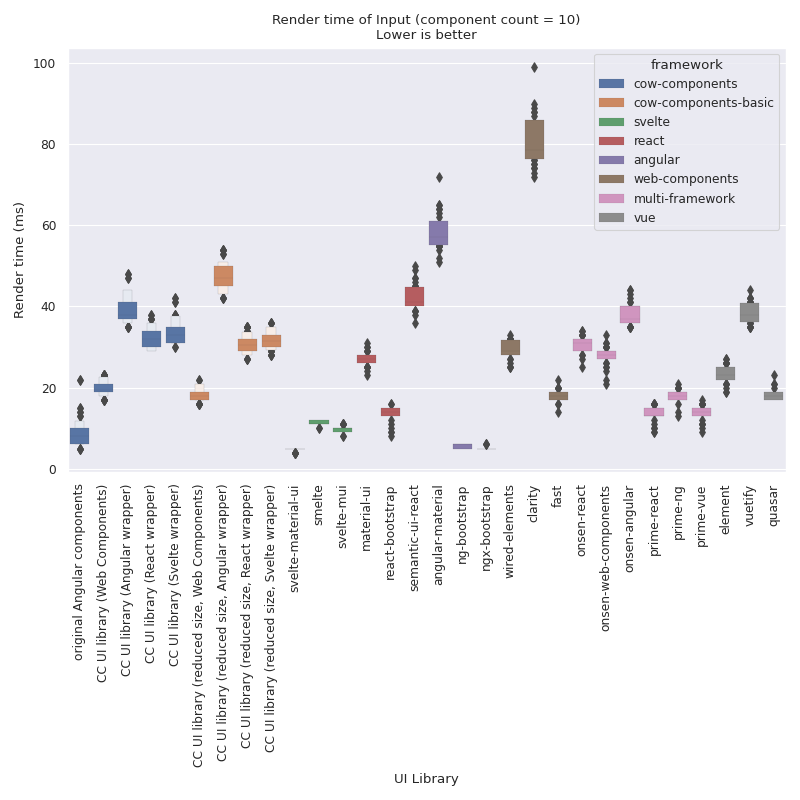 Render time of Input (component count = 10)
Lower is better
framework
cow-components
cow-components-basic
svelte
react
angular
web-components
multi-framework
vue
100
80
60
40
20
0
Render time (ms)
original Angular components
CC UI library (Web Components)
CC UI library (Angular wrapper)
CC UI library (React wrapper)
CC UI library (Svelte wrapper)
CC UI library (reduced size, Web Components)
CC UI library (reduced size, Angular wrapper)
CC UI library (reduced size, React wrapper)
CC UI library (reduced size, Svelte wrapper)
svelte-material-ui
smelte
svelte-mui
material-ui
react-bootstrap
semantic-ui-react
angular-material
ng-bootstrap
ngx-bootstrap
wired-elements
clarity
fast
onsen-react
onsen-web-components
onsen-angular
prime-react
prime-ng
prime-vue
element
vuetify
quasar
UI Library